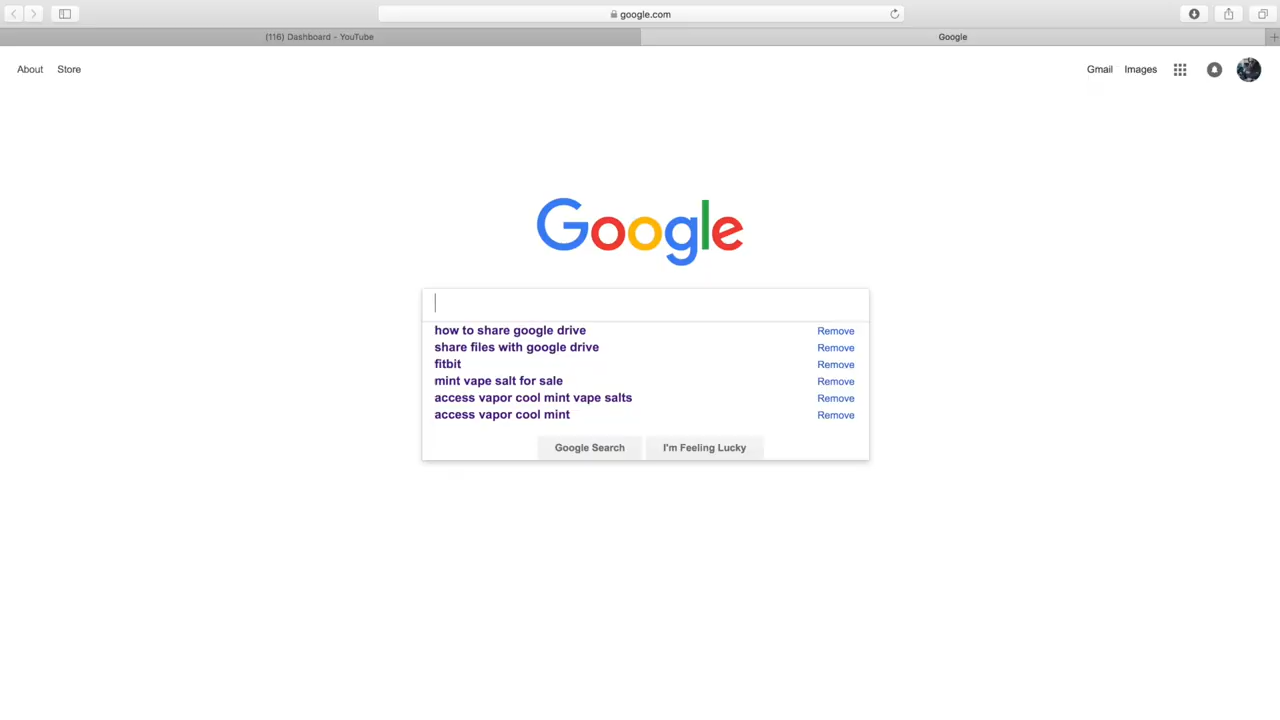 google.com
(116) Dashboard - YouTube
Google
About Store
Gmail Images
Google
how to share google drive Remove
share files with google drive Remove
fitbit Remove
mint vape salt for sale Remove
access vapor cool mint vape salts Remove
access vapor cool mint Remove
Google Search I'm Feeling Lucky